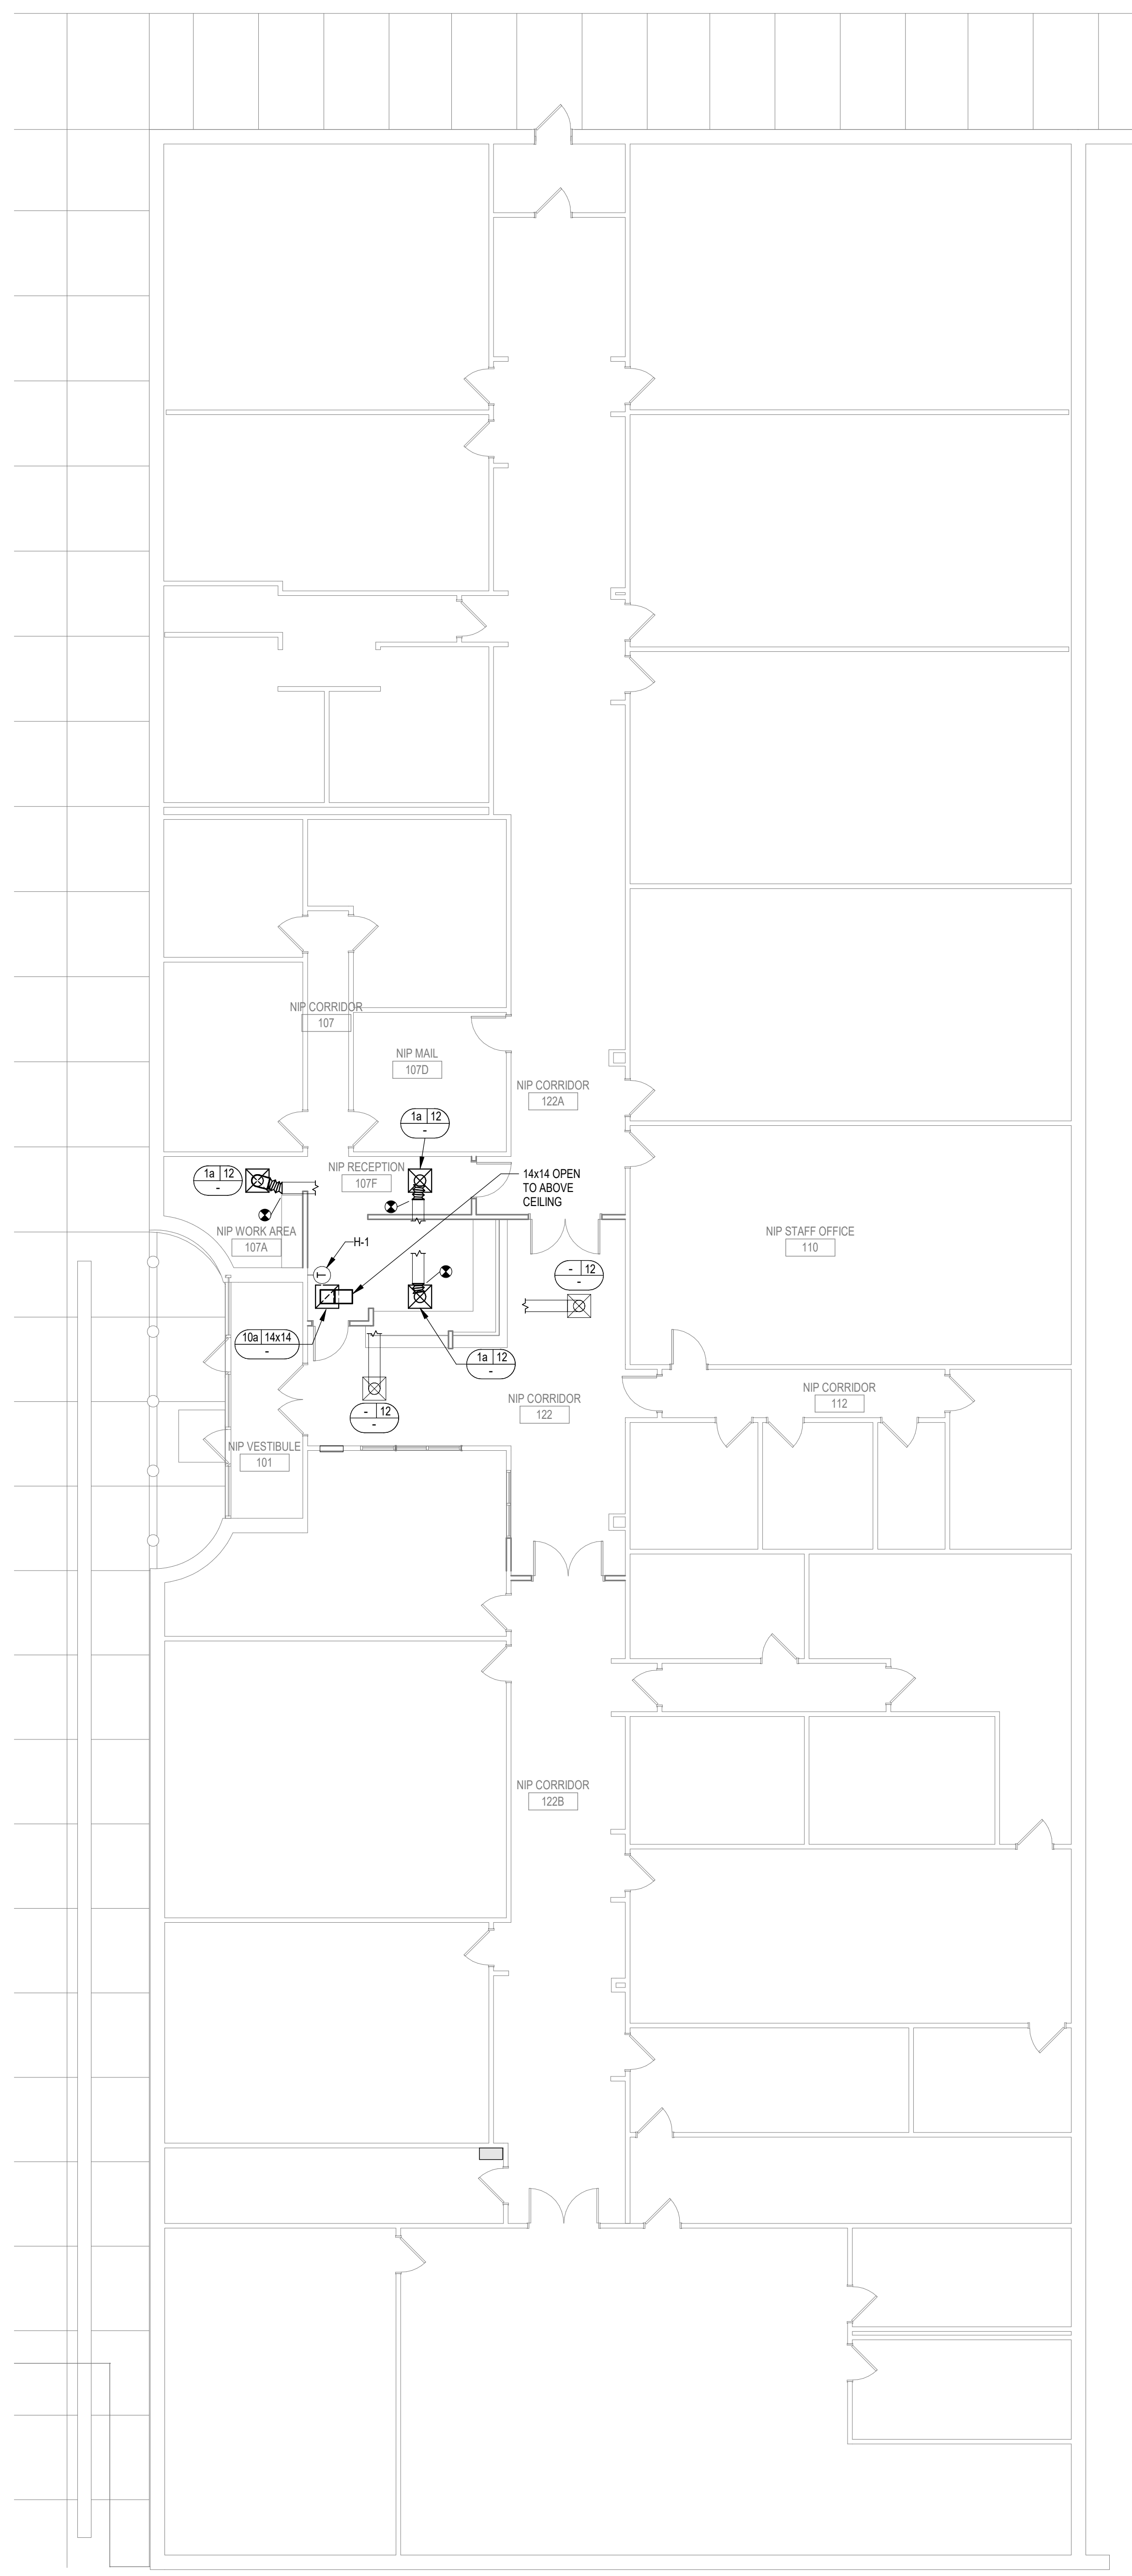 NIP CORRIDOR
107
NIP MAIL
107D
NIP CORRIDOR
122A
1a 12
-
NIP RECEPTION
107F
14x14 OPEN
TO ABOVE
CEILING
1a 12
-
NIP WORK AREA
107A
NIP STAFF OFFICE
110
T
H-1
- 12
-
10a 14x14
-
1a 12
-
NIP CORRIDOR
112
NIP CORRIDOR
122
- 12
-
NIP VESTIBULE
101
NIP CORRIDOR
122B